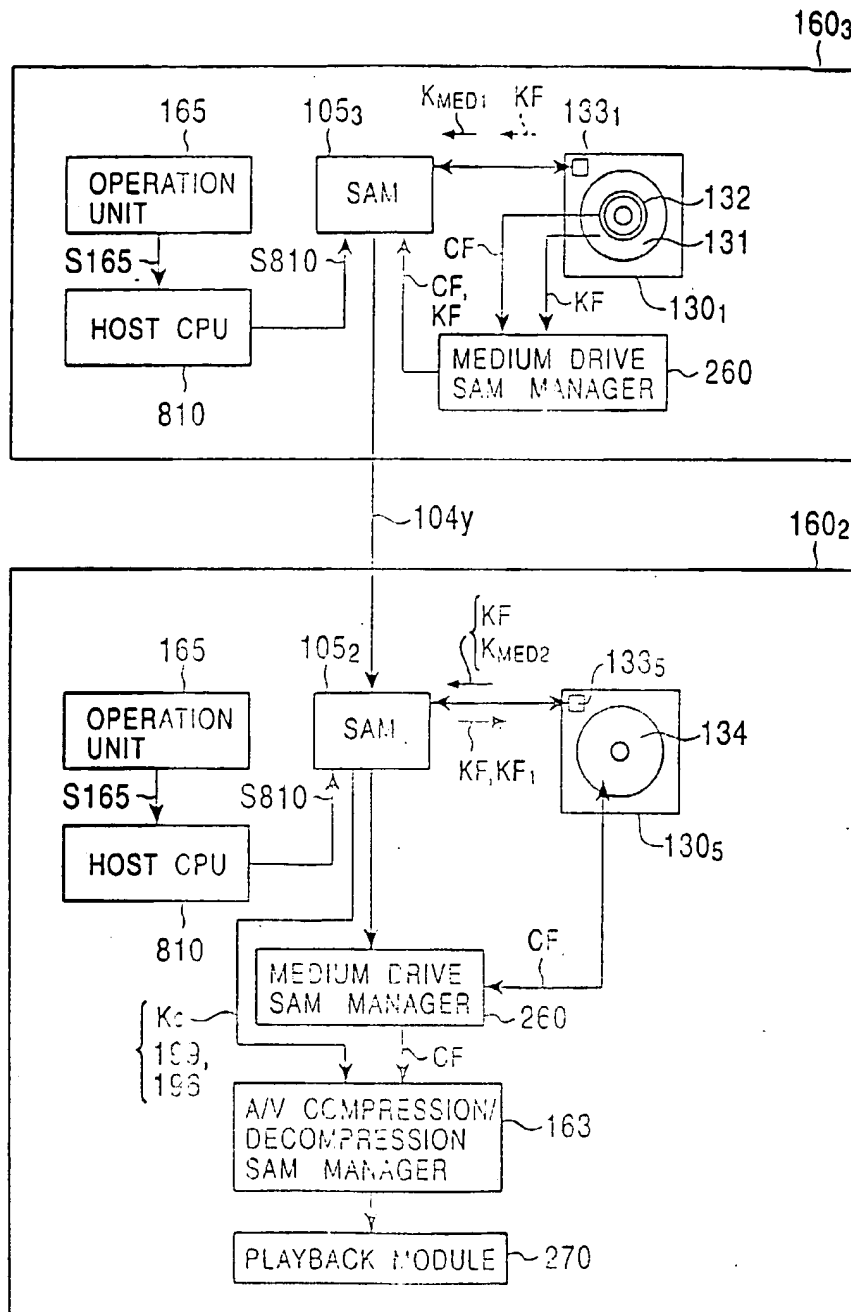 160₃
165
OPERATION UNIT
S165
HOST CPU
810
105₃
SAM
S810
K_MED1
KF
133₁
132
131
130₁
CF
KF
CF, KF
MEDIUM DRIVE SAM MANAGER
260
104y
160₂
165
OPERATION UNIT
S165
HOST CPU
810
105₂
SAM
S810
KF
K_MED2
KF,KF₁
133₅
134
130₅
CF
MEDIUM DRIVE SAM MANAGER
260
CF
Kc
199,
196
A/V COMPRESSION/
DECOMPRESSION
SAM MANAGER
163
PLAYBACK MODULE
270